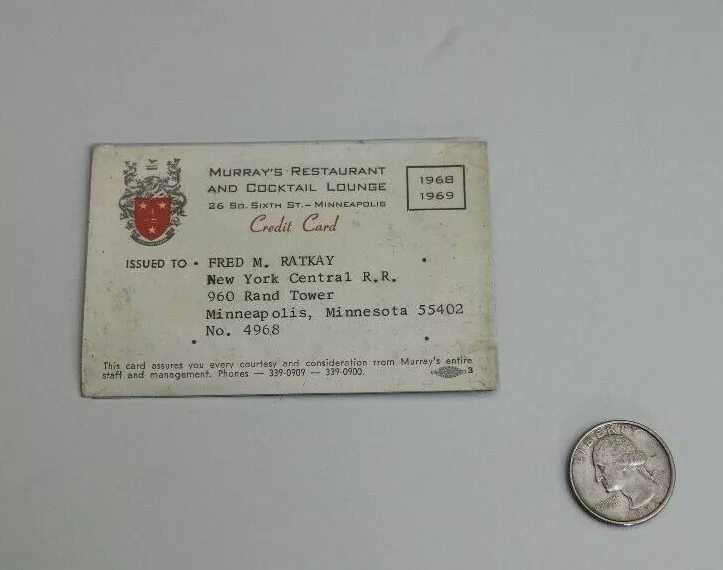 MURRAY'S RESTAURANT
AND COCKTAIL LOUNGE
26 SO. SIXTH ST. – MINNEAPOLIS
Credit Card
1968
1969
ISSUED TO • FRED M. RATKAY
New York Central R.R.
960 Rand Tower
Minneapolis, Minnesota 55402
No. 4968
This card assures you every courtesy and consideration from Murray's entire
staff and management. Phones — 339-0909 — 339-0900.
3
LIBERTY